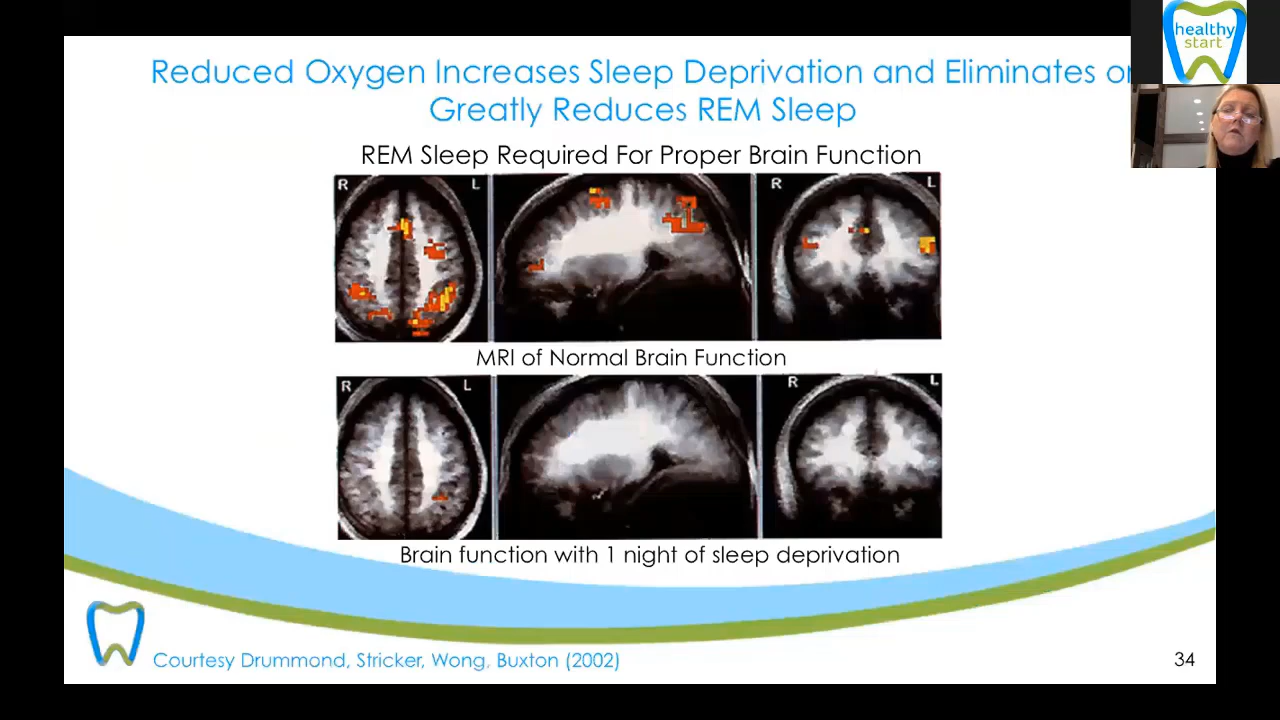 healthy
start
Reduced Oxygen Increases Sleep Deprivation and Eliminates or
Greatly Reduces REM Sleep
REM Sleep Required For Proper Brain Function
R L R L
MRI of Normal Brain Function
R L R L
Brain function with 1 night of sleep deprivation
Courtesy Drummond, Stricker, Wong, Buxton (2002)
34